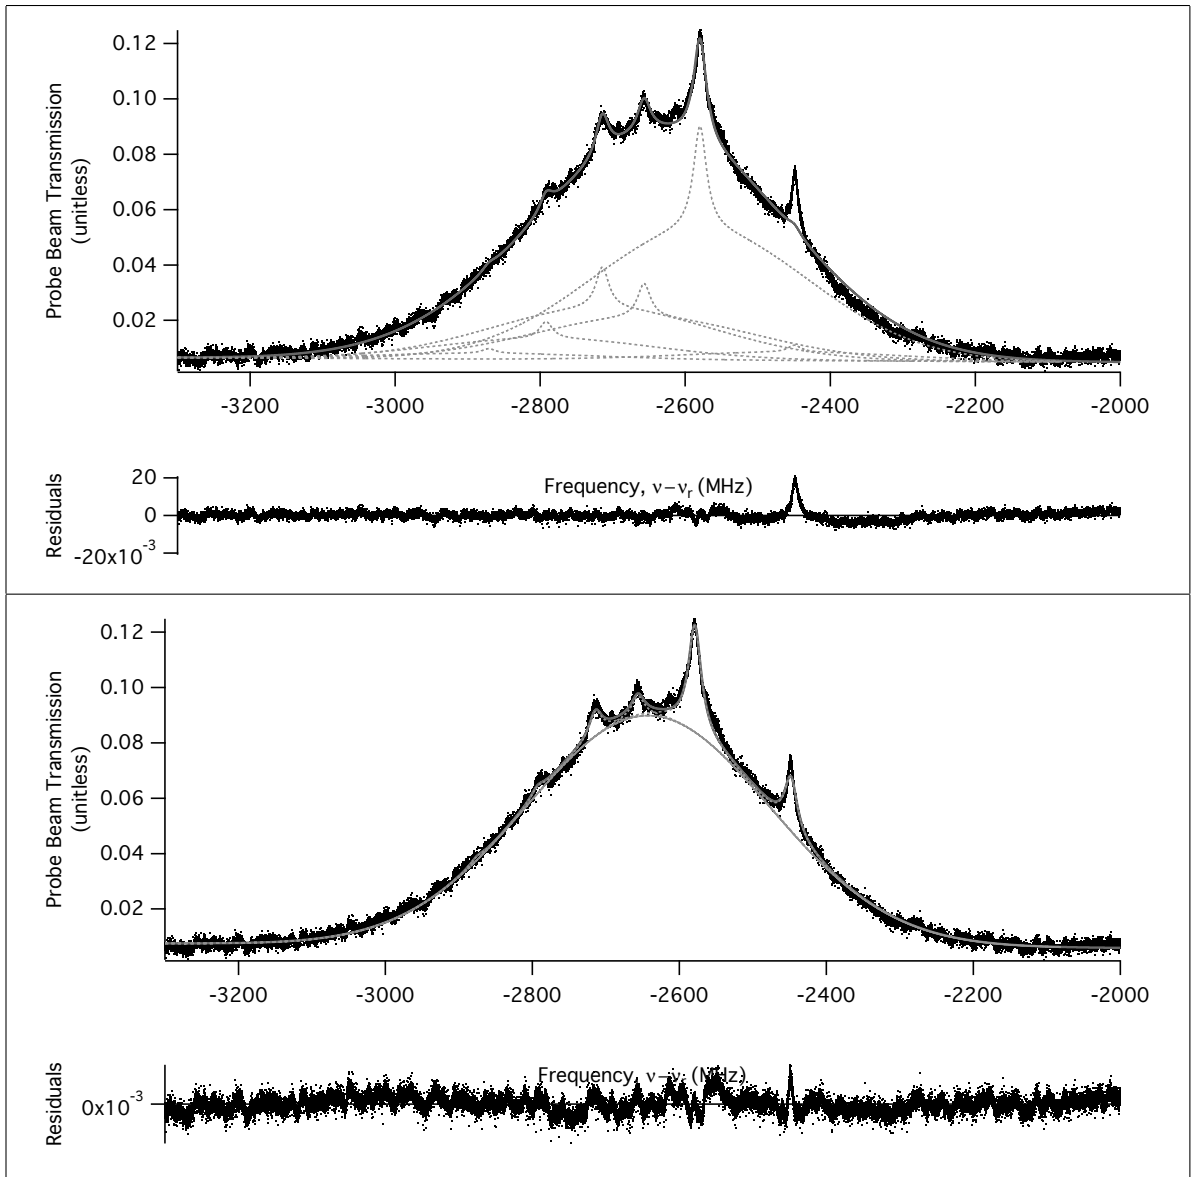 0.12
0.10
0.08
0.06
0.04
0.02
Probe Beam Transmission
(unitless)
-3200 -3000 -2800 -2600 -2400 -2200 -2000
Frequency, ν−νr (MHz)
20
0
-20x10-3
Residuals
0.12
0.10
0.08
0.06
0.04
0.02
Probe Beam Transmission
(unitless)
-3200 -3000 -2800 -2600 -2400 -2200 -2000
Frequency, ν−ν (MHz)
0x10-3
Residuals